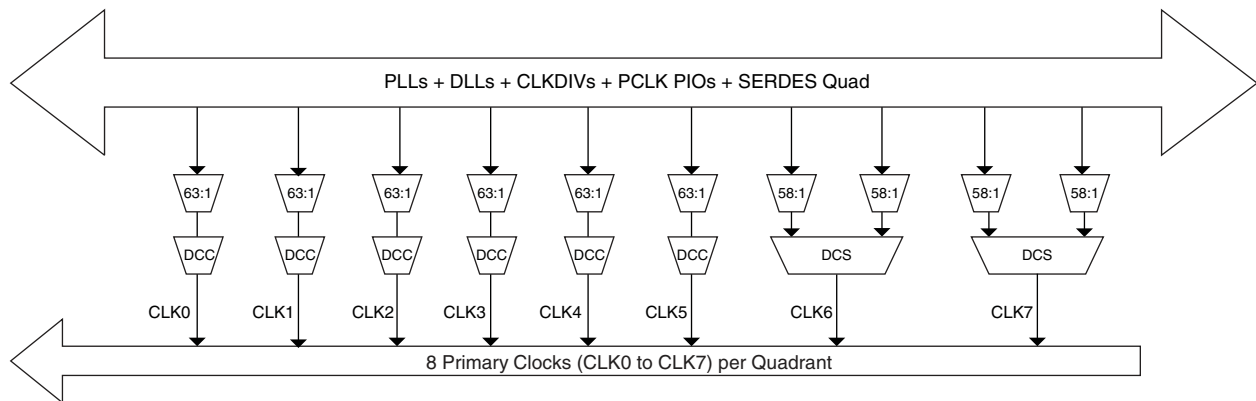 PLLs + DLLs + CLKDIVs + PCLK PIOs + SERDES Quad
63:1 63:1 63:1 63:1 63:1 63:1 58:1 58:1 58:1 58:1
DCC DCC DCC DCC DCC DCC DCS DCS
CLK0 CLK1 CLK2 CLK3 CLK4 CLK5 CLK6 CLK7
8 Primary Clocks (CLK0 to CLK7) per Quadrant